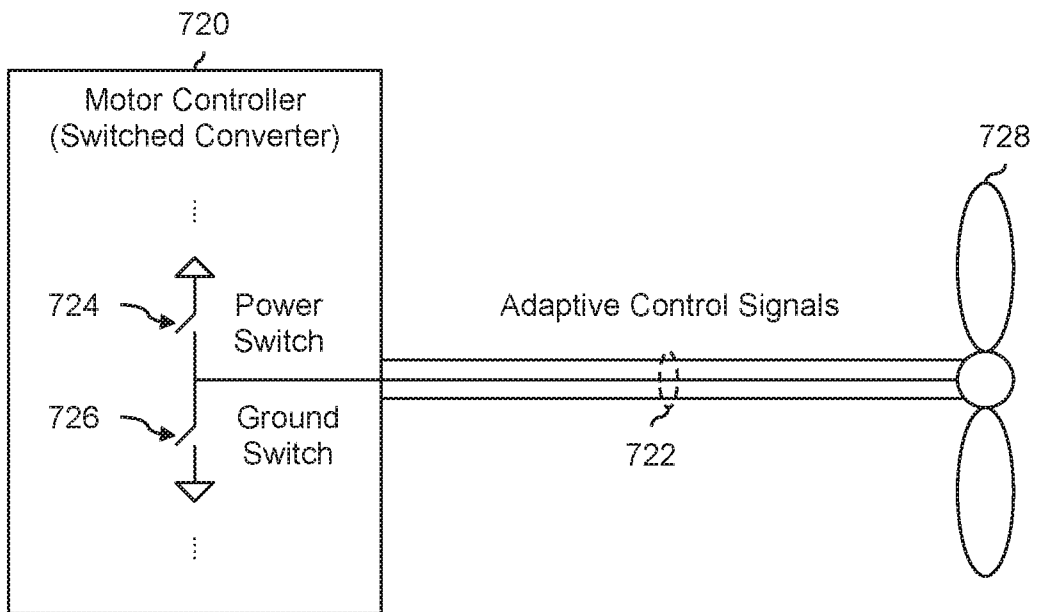 720
Motor Controller
(Switched Converter)
728
724
Power
Switch
Adaptive Control Signals
726
Ground
Switch
722